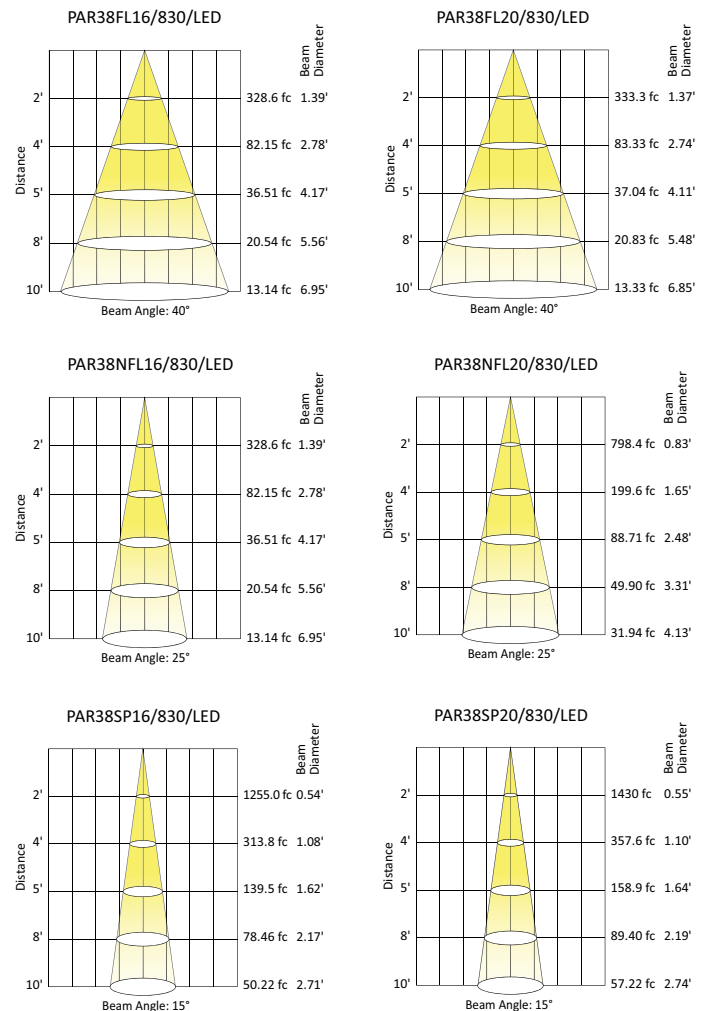 PAR38FL16/830/LED
Beam
Diameter
2' 328.6 fc 1.39'
4' 82.15 fc 2.78'
Distance
5' 36.51 fc 4.17'
8' 20.54 fc 5.56'
10' 13.14 fc 6.95'
Beam Angle: 40°
PAR38FL20/830/LED
Beam
Diameter
2' 333.3 fc 1.37'
4' 83.33 fc 2.74'
Distance
5' 37.04 fc 4.11'
8' 20.83 fc 5.48'
10' 13.33 fc 6.85'
Beam Angle: 40°
PAR38NFL16/830/LED
Beam
Diameter
2' 328.6 fc 1.39'
4' 82.15 fc 2.78'
Distance
5' 36.51 fc 4.17'
8' 20.54 fc 5.56'
10' 13.14 fc 6.95'
Beam Angle: 25°
PAR38NFL20/830/LED
Beam
Diameter
2' 798.4 fc 0.83'
4' 199.6 fc 1.65'
Distance
5' 88.71 fc 2.48'
8' 49.90 fc 3.31'
10' 31.94 fc 4.13'
Beam Angle: 25°
PAR38SP16/830/LED
Beam
Diameter
2' 1255.0 fc 0.54'
4' 313.8 fc 1.08'
Distance
5' 139.5 fc 1.62'
8' 78.46 fc 2.17'
10' 50.22 fc 2.71'
Beam Angle: 15°
PAR38SP20/830/LED
Beam
Diameter
2' 1430 fc 0.55'
4' 357.6 fc 1.10'
Distance
5' 158.9 fc 1.64'
8' 89.40 fc 2.19'
10' 57.22 fc 2.74'
Beam Angle: 15°